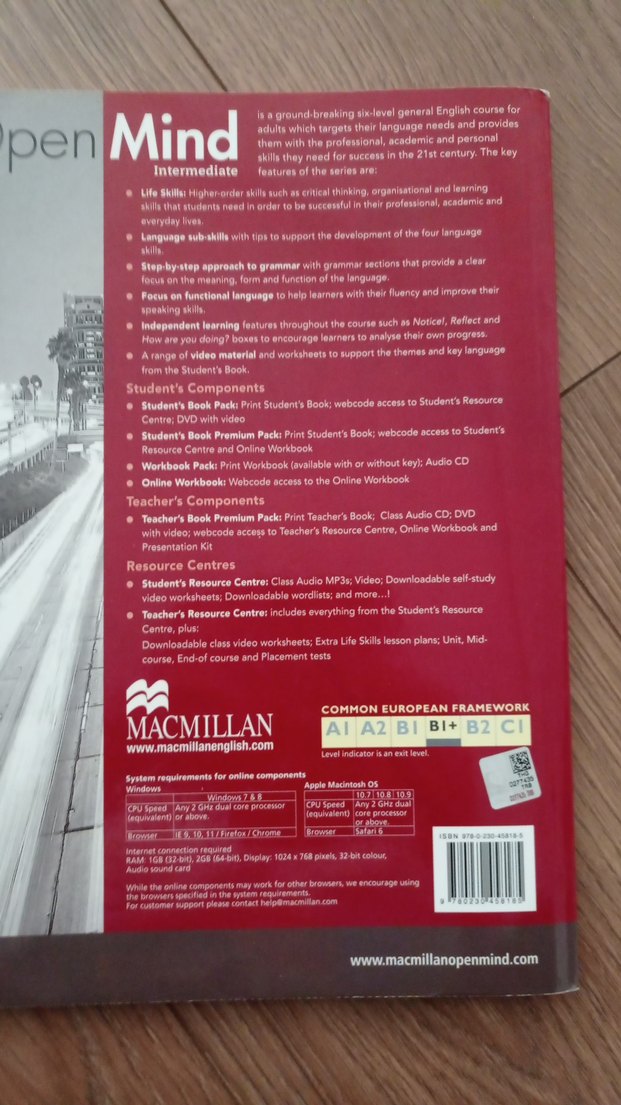 Open Mind
Intermediate
is a ground-breaking six-level general English course for
adults which targets their language needs and provides
them with the professional, academic and personal
skills they need for success in the 21st century. The key
features of the series are:
• Life Skills: Higher-order skills such as critical thinking, organisational and learning
skills that students need in order to be successful in their professional, academic and
everyday lives.
• Language sub-skills with tips to support the development of the four language
skills.
• Step-by-step approach to grammar with grammar sections that provide a clear
focus on the meaning, form and function of the language.
• Focus on functional language to help learners with their fluency and improve their
speaking skills.
• Independent learning features throughout the course such as Notice!, Reflect and
How are you doing? boxes to encourage learners to analyse their own progress.
• A range of video material and worksheets to support the themes and key language
from the Student's Book.
Student's Components
• Student's Book Pack: Print Student's Book; webcode access to Student's Resource
Centre; DVD with video
• Student's Book Premium Pack: Print Student's Book; webcode access to Student's
Resource Centre and Online Workbook
• Workbook Pack: Print Workbook (available with or without key); Audio CD
• Online Workbook: Webcode access to the Online Workbook
Teacher's Components
• Teacher's Book Premium Pack: Print Teacher's Book; Class Audio CD; DVD
with video; webcode access to Teacher's Resource Centre, Online Workbook and
Presentation Kit
Resource Centres
• Student's Resource Centre: Class Audio MP3s; Video; Downloadable self-study
video worksheets; Downloadable wordlists; and more…!
• Teacher's Resource Centre: includes everything from the Student's Resource
Centre, plus:
Downloadable class video worksheets; Extra Life Skills lesson plans; Unit, Mid-
course, End-of course and Placement tests
MACMILLAN
www.macmillanenglish.com
COMMON EUROPEAN FRAMEWORK
A1 A2 B1 B1+ B2 C1
Level indicator is an exit level.
System requirements for online components
Windows
Windows 7 & 8
CPU Speed (equivalent) Any 2 GHz dual core processor
or above.
Browser IE 9, 10, 11 / Firefox / Chrome
Apple Macintosh OS
10.7 10.8 10.9
CPU Speed (equivalent) Any 2 GHz dual
core processor
or above.
Browser Safari 6
Internet connection required
RAM: 1GB (32-bit), 2GB (64-bit), Display: 1024 x 768 pixels, 32-bit colour,
Audio sound card
While the online components may work for other browsers, we encourage using
the browsers specified in the system requirements.
For customer support please contact help@macmillan.com
ISBN 978-0-230-45818-5
9 780230 458185
www.macmillanopenmind.com